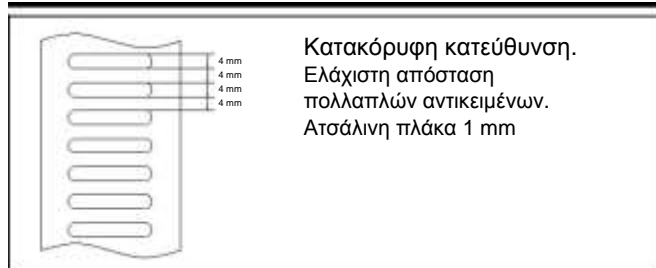 4 mm
4 mm
4 mm
4 mm
Κατακόρυφη κατεύθυνση.
Ελάχιστη απόσταση
πολλαπλών αντικειμένων.
Ατσάλινη πλάκα 1 mm